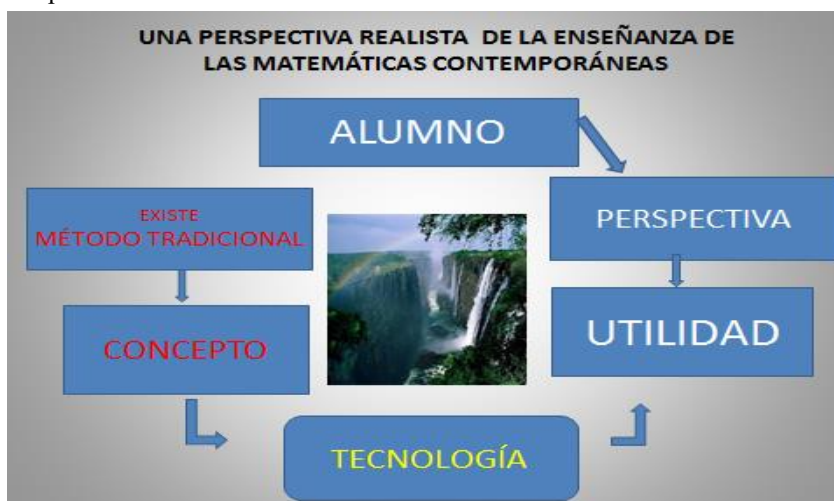 UNA PERSPECTIVA REALISTA DE LA ENSEÑANZA DE
LAS MATEMÁTICAS CONTEMPORÁNEAS
ALUMNO
EXISTE
MÉTODO TRADICIONAL
PERSPECTIVA
CONCEPTO
UTILIDAD
TECNOLOGÍA